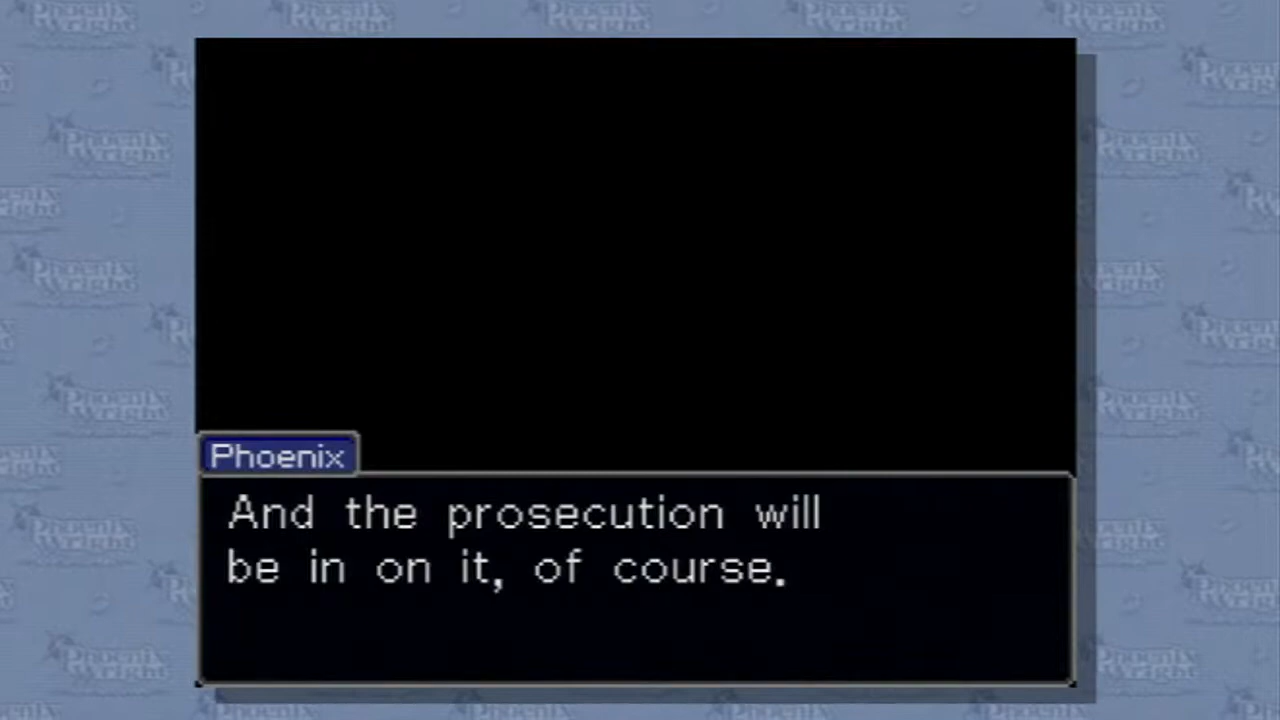 Phoenix
And the prosecution will
be in on it, of course.